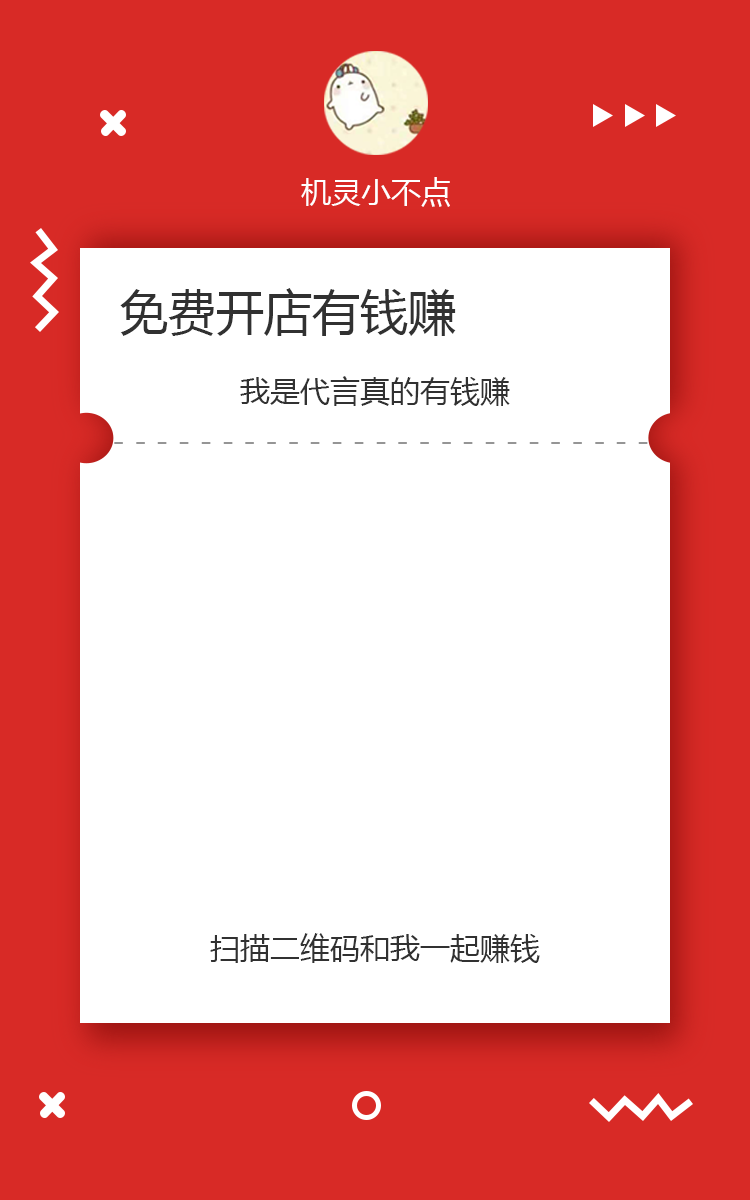 机灵小不点
免费开店有钱赚
我是代言真的有钱赚
扫描二维码和我一起赚钱